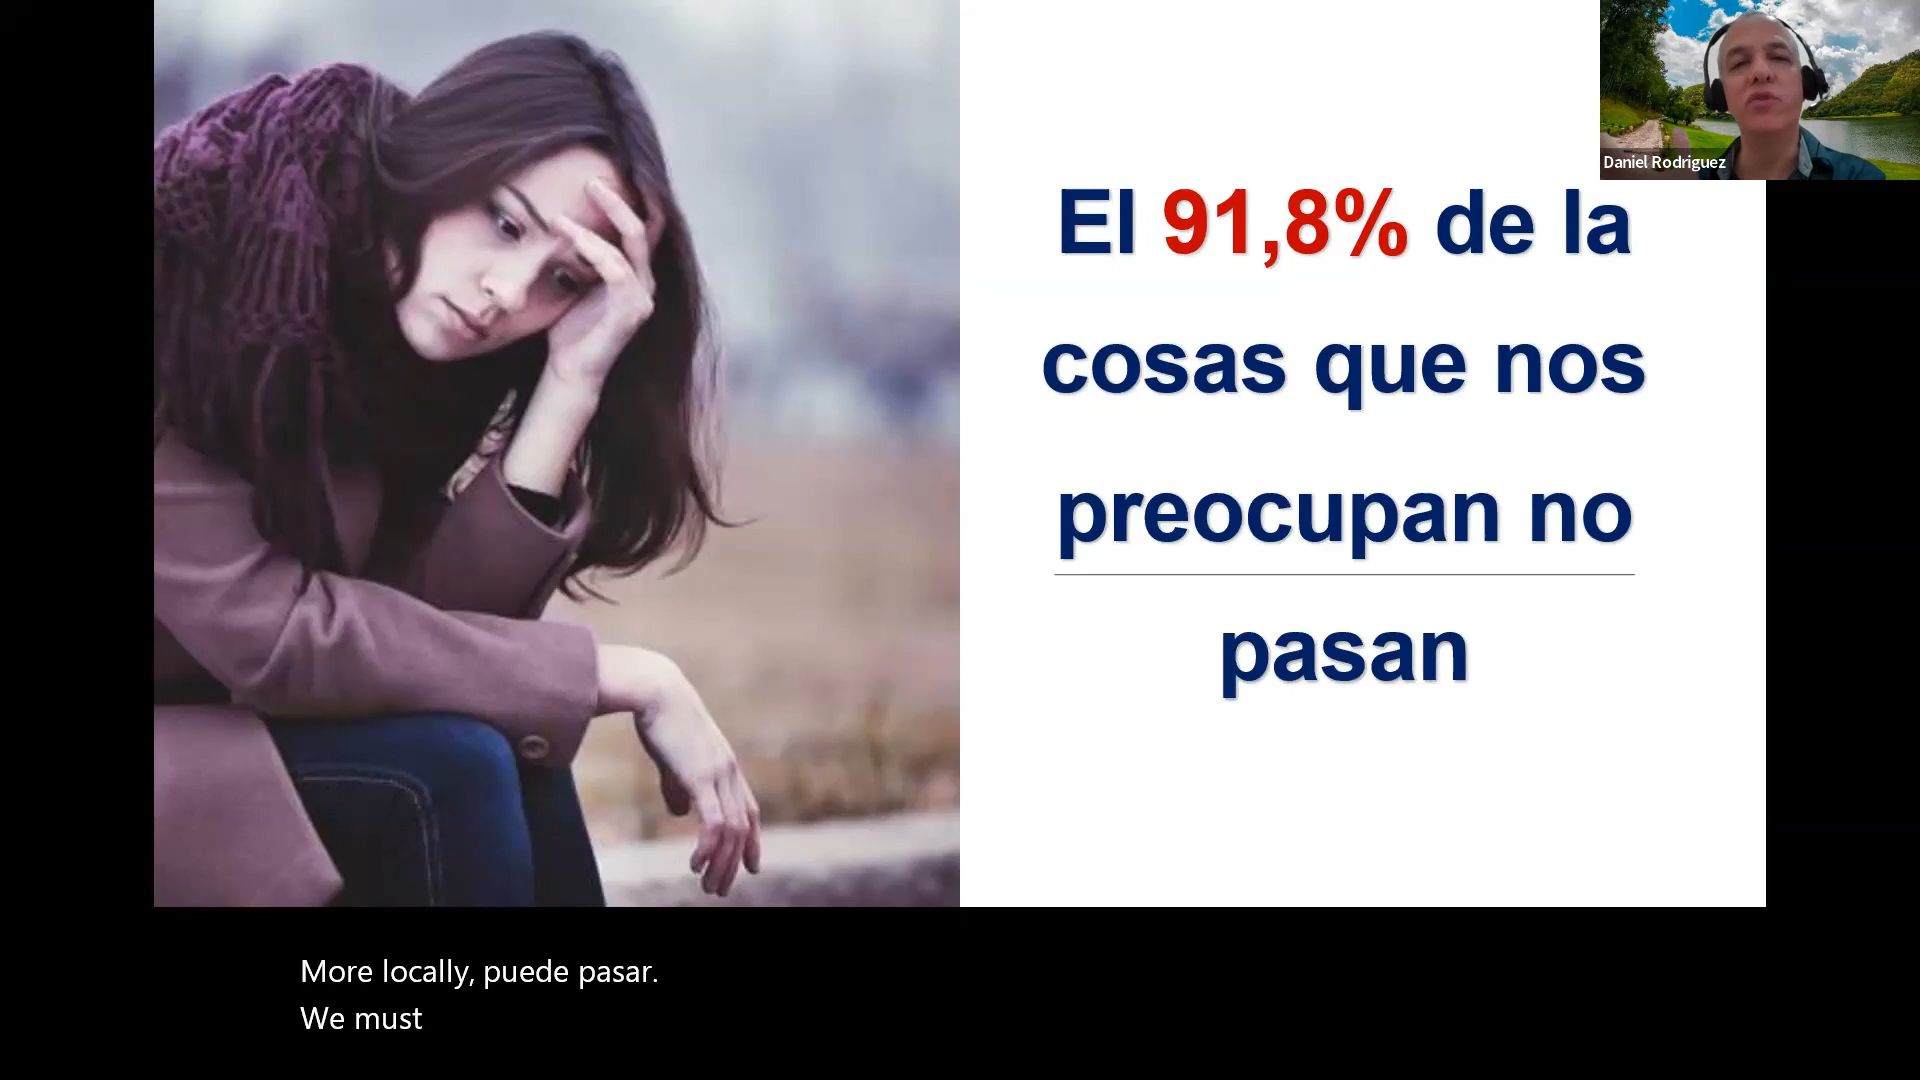 El 91,8% de la
cosas que nos
preocupan no
pasan
Daniel Rodriguez
More locally, puede pasar.
We must